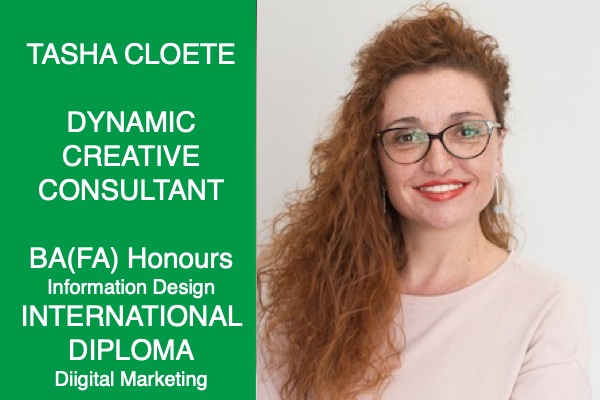 TASHA CLOETE
DYNAMIC
CREATIVE
CONSULTANT
BA(FA) Honours
Information Design
INTERNATIONAL
DIPLOMA
Diigital Marketing